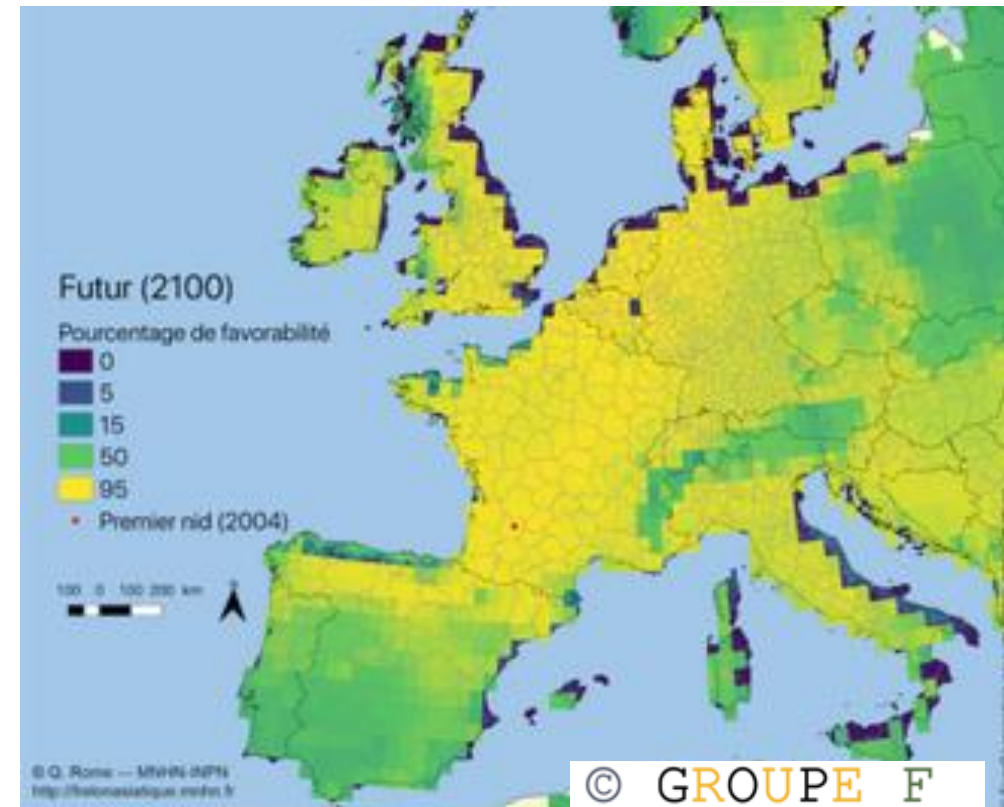 Futur (2100)
Pourcentage de favorabilité
0
5
15
50
95
Premier nid (2004)
100 0 100 200 km
© Q. Rome — MNHN-INPN
http://frelonasiatique.mnhn.fr
© GROUPE F